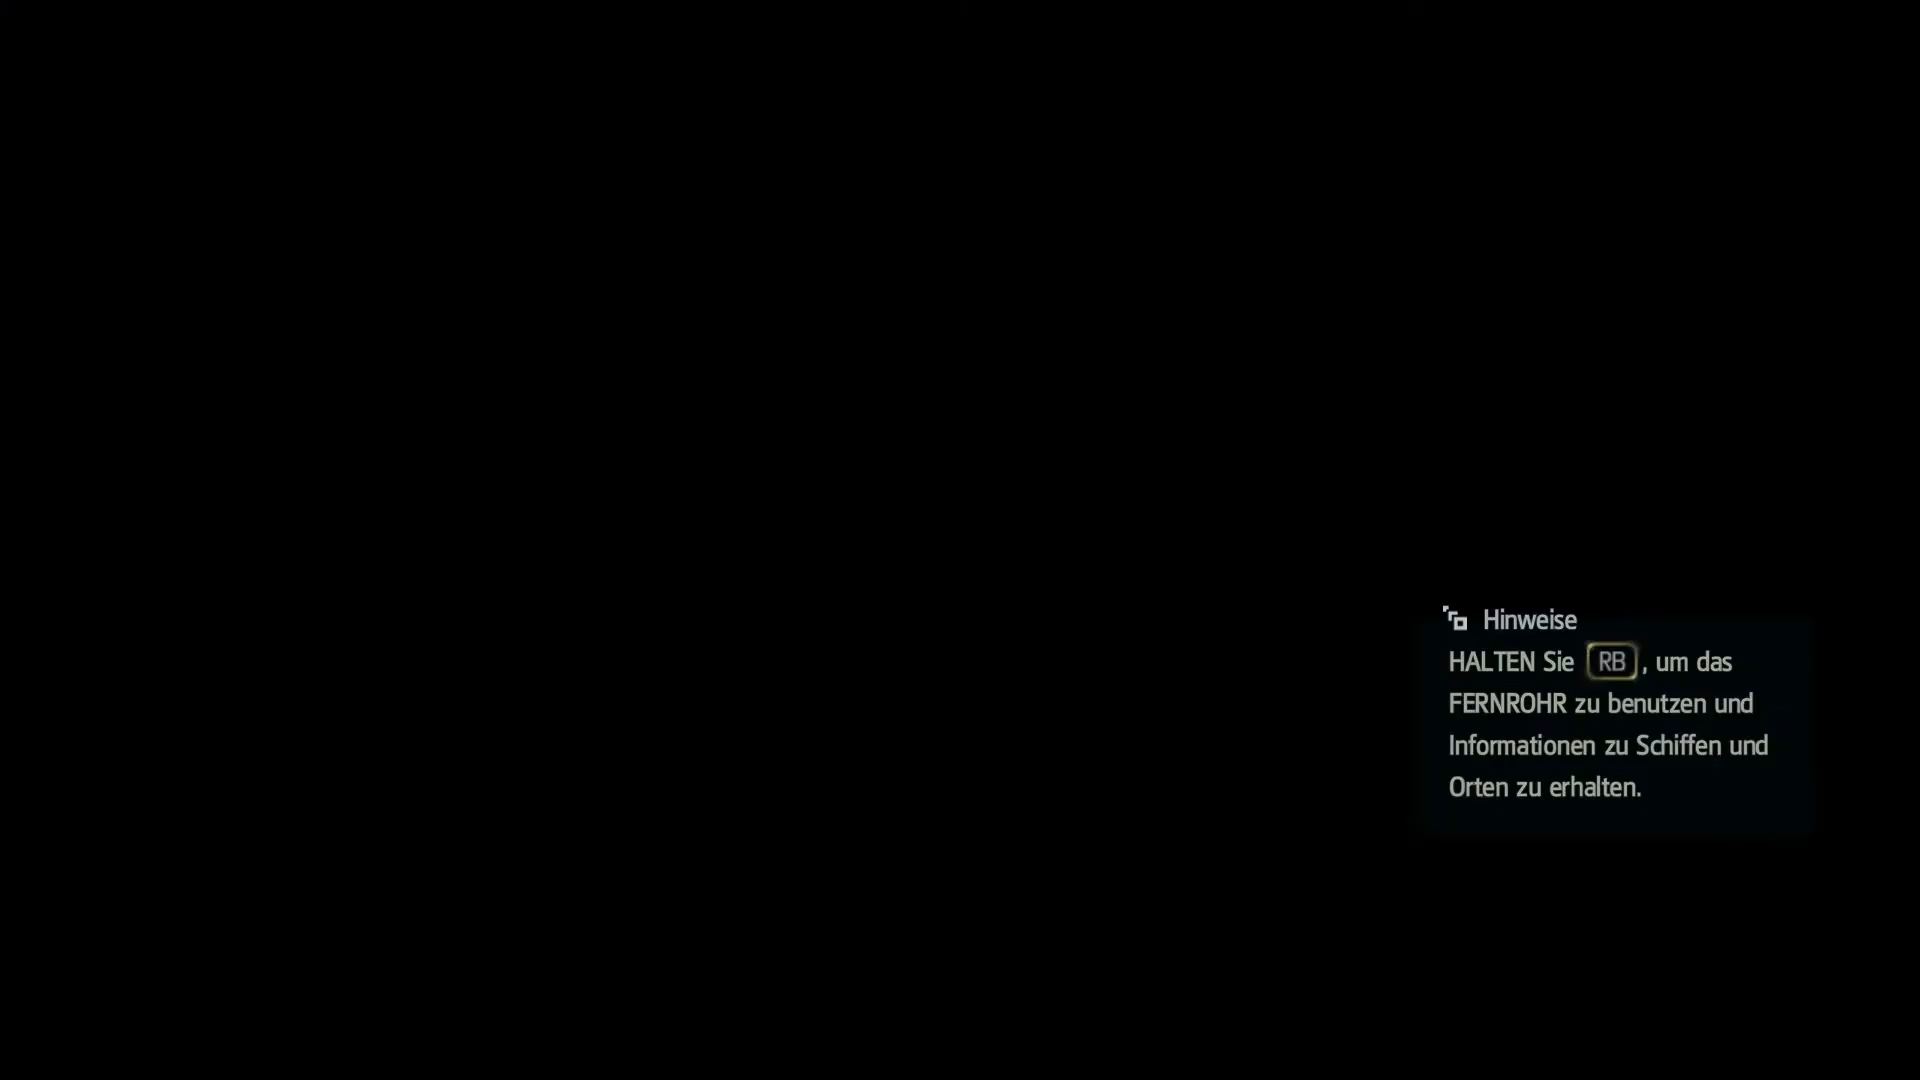 Hinweise
HALTEN Sie RB, um das
FERNROHR zu benutzen und
Informationen zu Schiffen und
Orten zu erhalten.